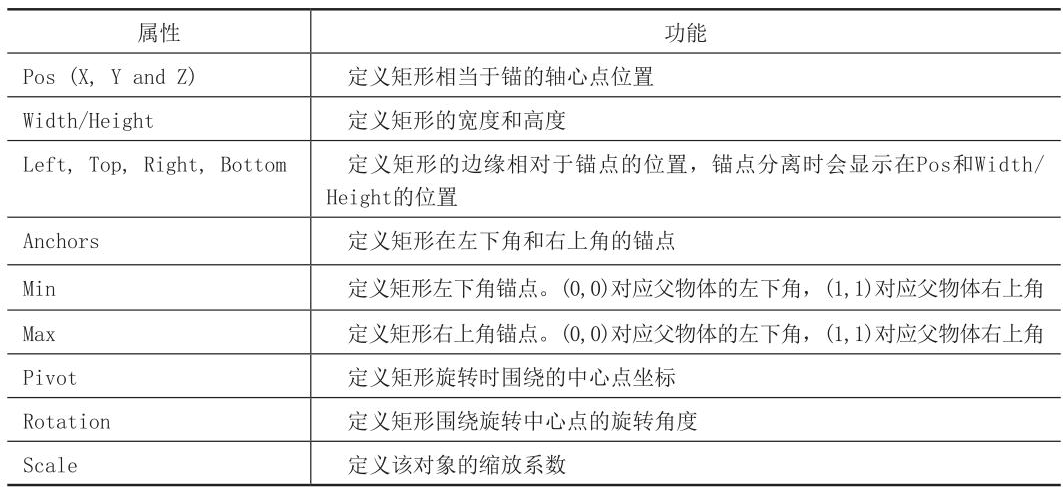 属性 功能
Pos (X, Y and Z) 定义矩形相当于锚的轴心点位置
Width/Height 定义矩形的宽度和高度
Left, Top, Right, Bottom 定义矩形的边缘相对于锚点的位置，锚点分离时会显示在Pos和Width/
Height的位置
Anchors 定义矩形在左下角和右上角的锚点
Min 定义矩形左下角锚点。(0,0)对应父物体的左下角，(1,1)对应父物体右上角
Max 定义矩形右上角锚点。(0,0)对应父物体的左下角，(1,1)对应父物体右上角
Pivot 定义矩形旋转时围绕的中心点坐标
Rotation 定义矩形围绕旋转中心点的旋转角度
Scale 定义该对象的缩放系数